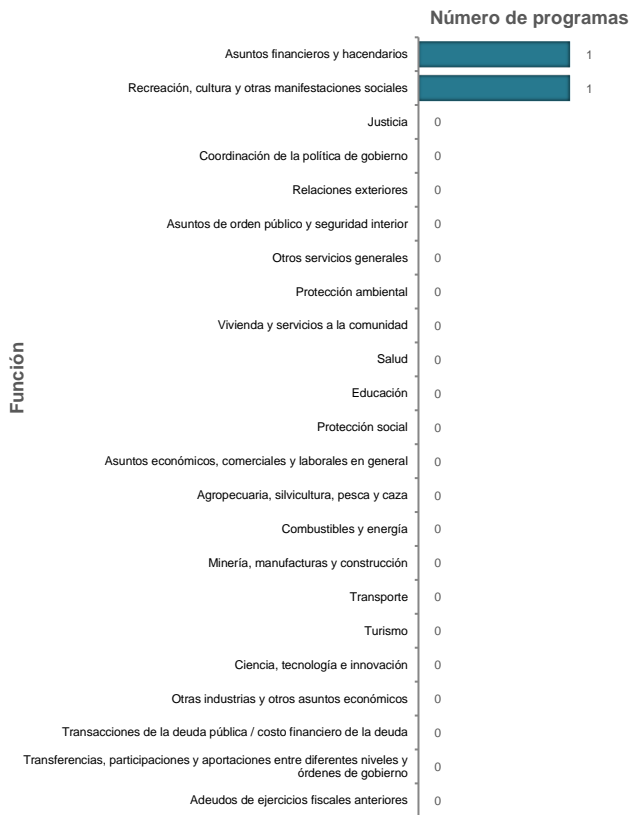 Número de programas
Asuntos financieros y hacendarios 1
Recreación, cultura y otras manifestaciones sociales 1
Justicia 0
Coordinación de la política de gobierno 0
Relaciones exteriores 0
Asuntos de orden público y seguridad interior 0
Otros servicios generales 0
Protección ambiental 0
Vivienda y servicios a la comunidad 0
Salud 0
Educación 0
Protección social 0
Asuntos económicos, comerciales y laborales en general 0
Agropecuaria, silvicultura, pesca y caza 0
Combustibles y energía 0
Minería, manufacturas y construcción 0
Transporte 0
Turismo 0
Ciencia, tecnología e innovación 0
Otras industrias y otros asuntos económicos 0
Transacciones de la deuda pública / costo financiero de la deuda 0
Transferencias, participaciones y aportaciones entre diferentes niveles y
órdenes de gobierno 0
Adeudos de ejercicios fiscales anteriores 0
Función